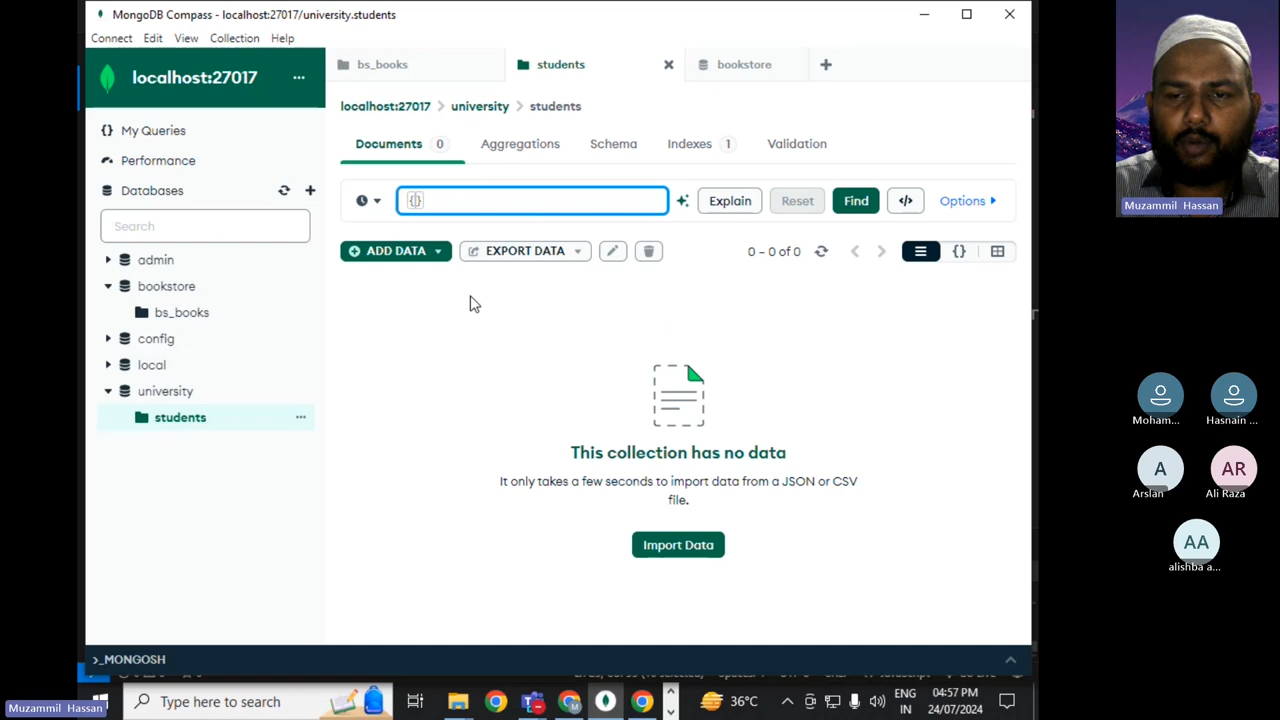 MongoDB Compass - localhost:27017/university.students
Connect Edit View Collection Help
localhost:27017 ...
{} My Queries
Performance
Databases
Search
admin
bookstore
bs_books
config
local
university
students ...
bs_books
students
bookstore
localhost:27017 > university > students
Documents 0 Aggregations Schema Indexes 1 Validation
{} Explain Reset Find </> Options
ADD DATA EXPORT DATA 0 – 0 of 0 {}
This collection has no data
It only takes a few seconds to import data from a JSON or CSV
file.
Import Data
>_MONGOSH
Type here to search
36°C
ENG
IN
04:57 PM
24/07/2024
Muzammil Hassan
Muzammil Hassan
Moham...
Hasnain ...
A
Arslan
AR
Ali Raza
AA
alishba a...